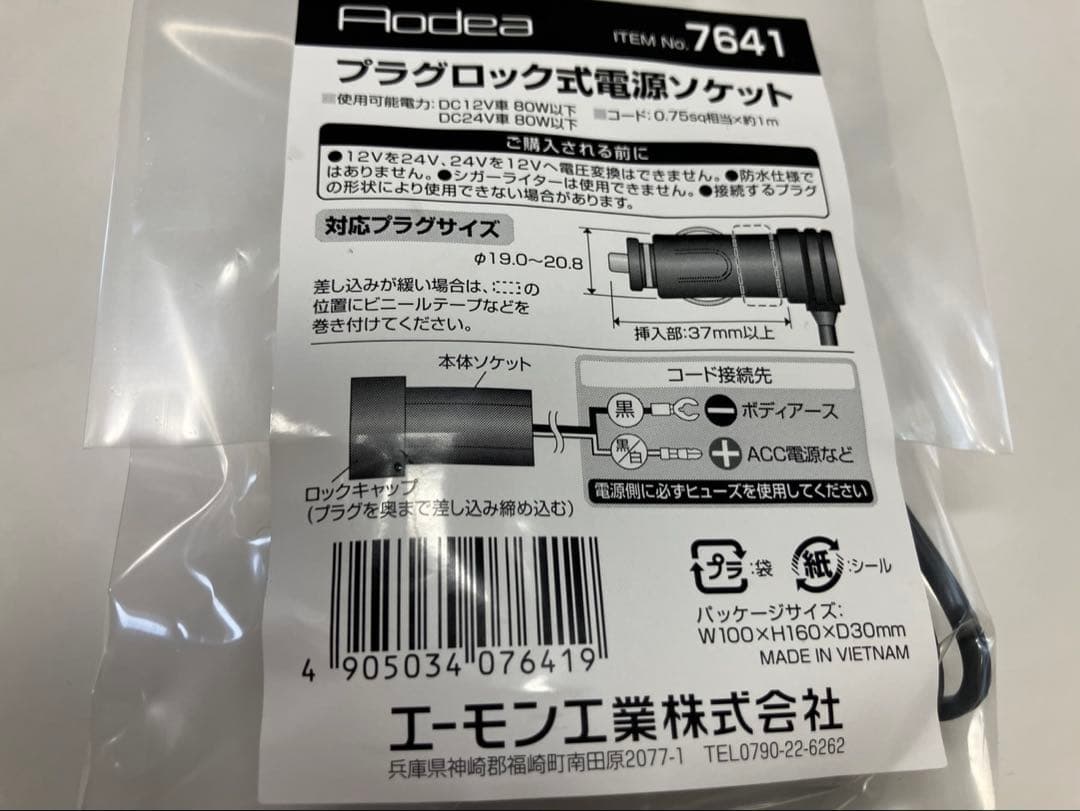 Aodea
ITEM No.7641
プラグロック式電源ソケット
■使用可能電力:DC12V車 80W以下
DC24V車 80W以下
■コード:0.75sq相当×約1m
ご購入される前に
●12Vを24V、24Vを12Vへ電圧変換はできません。●防水仕様で
はありません。●シガーライターは使用できません。●接続するプラグ
の形状により使用できない場合があります。
対応プラグサイズ
φ19.0～20.8
差し込みが緩い場合は、の
位置にビニールテープなどを
巻き付けてください。
挿入部:37mm以上
本体ソケット
コード接続先
黒
ボディアース
黒/白
ACC電源など
ロックキャップ
(プラグを奥まで差し込み締め込む)
電源側に必ずヒューズを使用してください
プラ:袋
紙:シール
パッケージサイズ:
W100×H160×D30mm
MADE IN VIETNAM
4 905034 076419
エーモン工業株式会社
兵庫県神崎郡福崎町南田原2077-1 TEL0790-22-6262